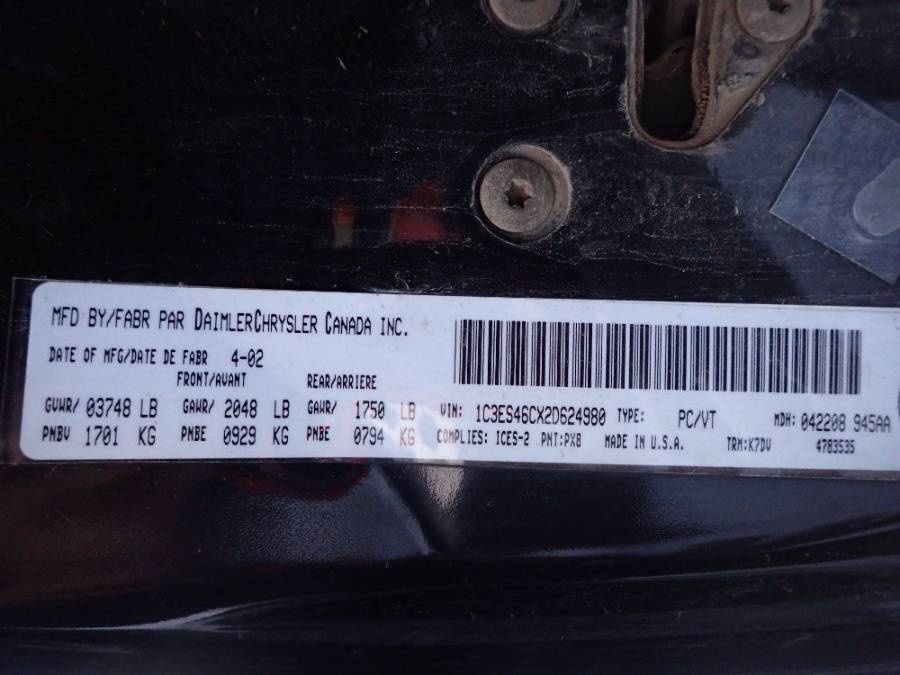 MFD BY/FABR PAR DAIMLERCHRYSLER CANADA INC.
DATE OF MFG/DATE DE FABR 4-02
FRONT/AVANT REAR/ARRIERE
GVWR/ 03748 LB GAWR/ 2048 LB GAWR/ 1750 LB VIN: 1C3ES46CX2D624980 TYPE: PC/VT MDH: 042208 945AA
PNBV 1701 KG PNBE 0929 KG PNBE 0794 KG COMPLIES: ICES-2 PNT:PX8 MADE IN U.S.A. TRM:K7DV 4783535